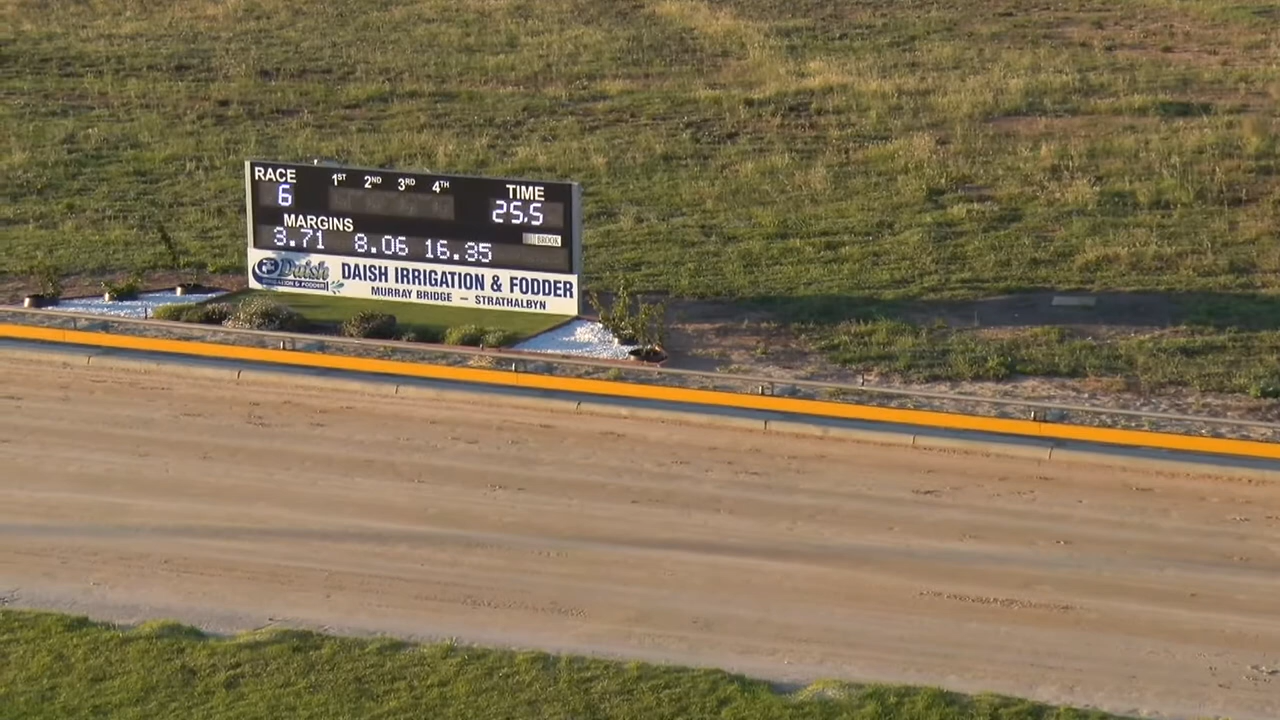 RACE 1ST 2ND 3RD 4TH TIME
6 25.5
MARGINS
3.71 8.06 16.35 BROOK
Daish DAISH IRRIGATION & FODDER
IRRIGATION & FODDER MURRAY BRIDGE – STRATHALBYN